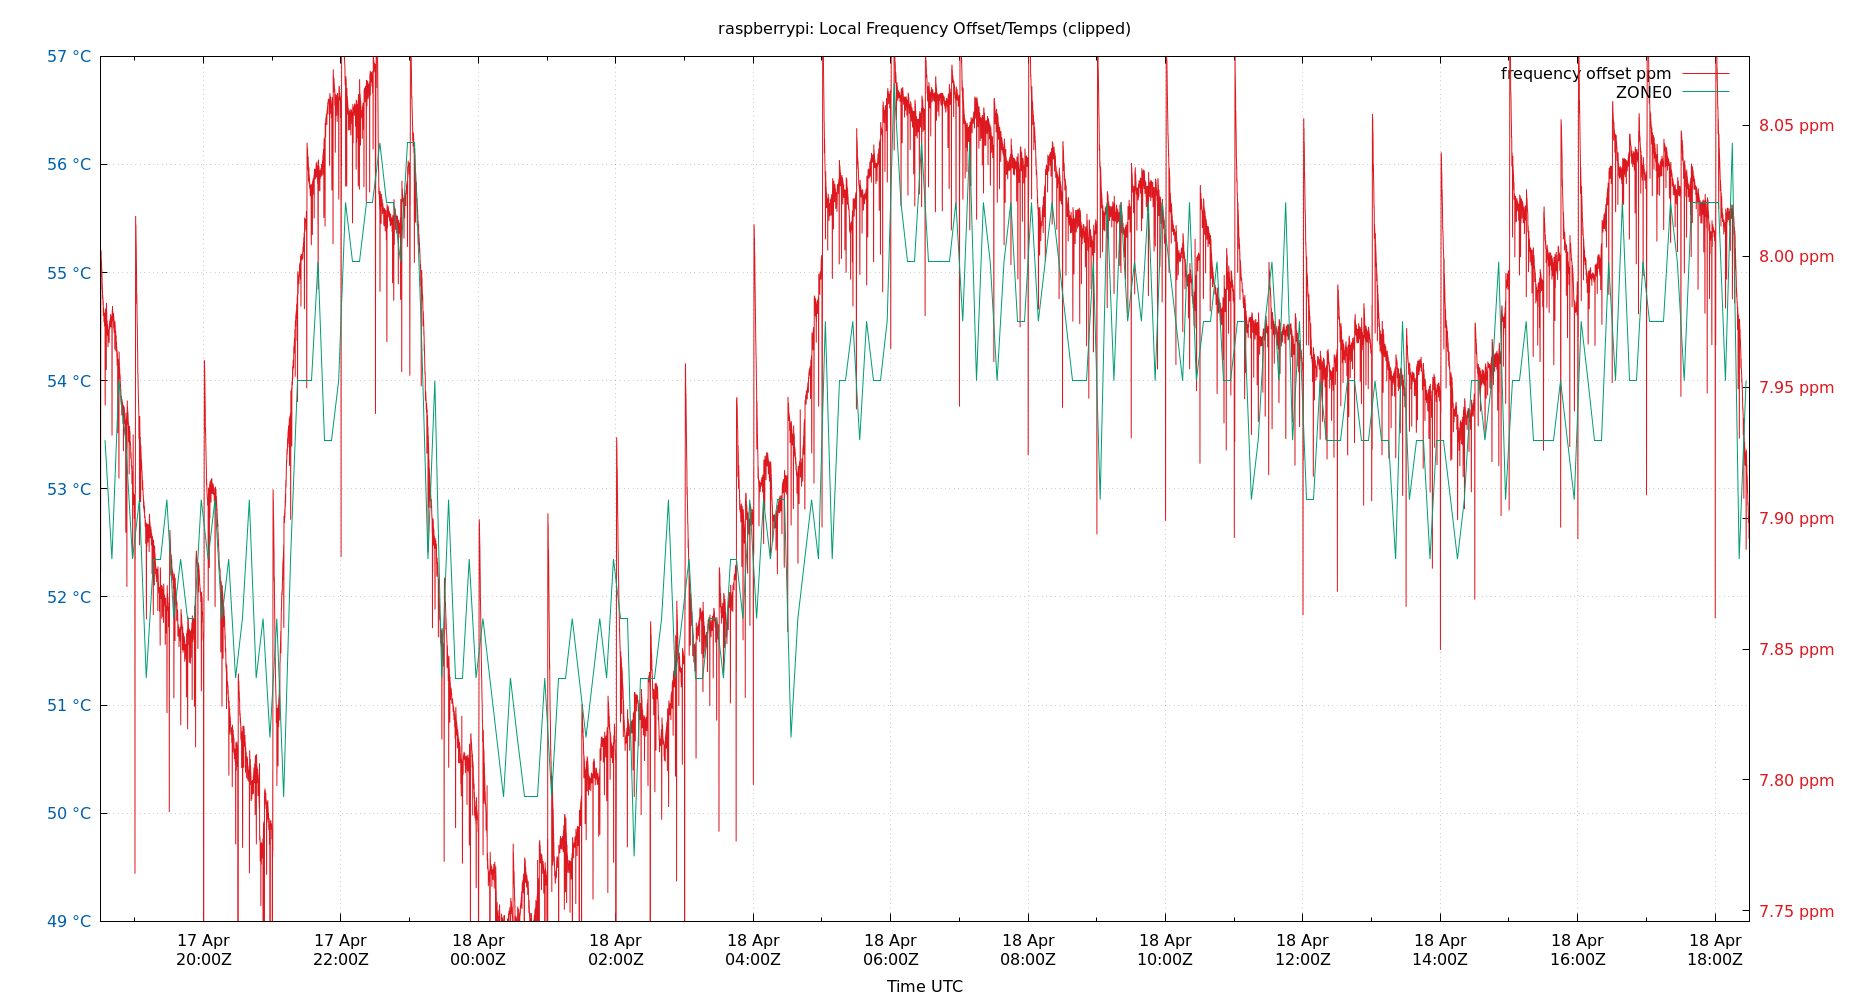 raspberrypi: Local Frequency Offset/Temps (clipped)
57 °C
56 °C
55 °C
54 °C
53 °C
52 °C
51 °C
50 °C
49 °C
frequency offset ppm
ZONE0
8.05 ppm
8.00 ppm
7.95 ppm
7.90 ppm
7.85 ppm
7.80 ppm
7.75 ppm
17 Apr 17 Apr 18 Apr 18 Apr 18 Apr 18 Apr 18 Apr 18 Apr 18 Apr 18 Apr 18 Apr 18 Apr
20:00Z 22:00Z 00:00Z 02:00Z 04:00Z 06:00Z 08:00Z 10:00Z 12:00Z 14:00Z 16:00Z 18:00Z
Time UTC